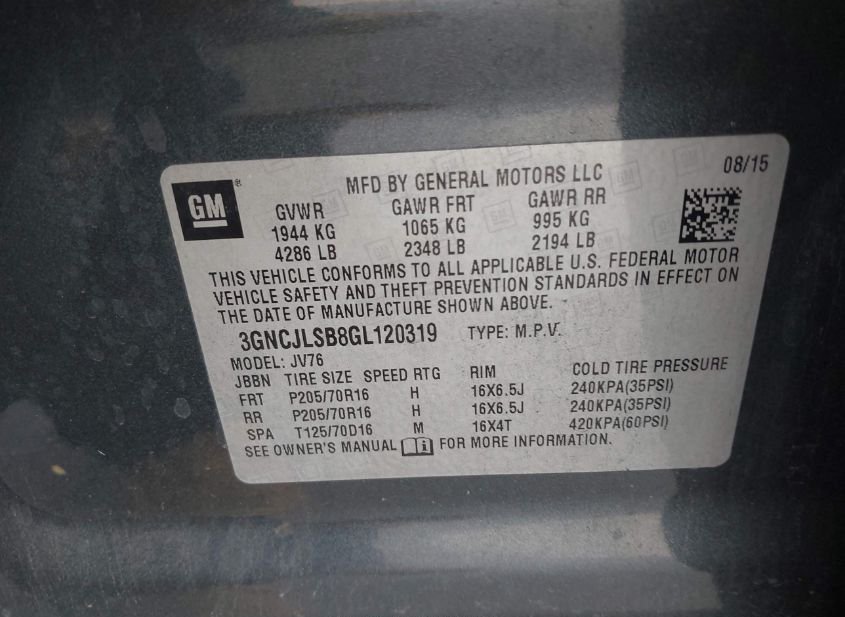 GM®
MFD BY GENERAL MOTORS LLC
08/15
GVWR GAWR FRT GAWR RR
1944 KG 1065 KG 995 KG
4286 LB 2348 LB 2194 LB
THIS VEHICLE CONFORMS TO ALL APPLICABLE U.S. FEDERAL MOTOR
VEHICLE SAFETY AND THEFT PREVENTION STANDARDS IN EFFECT ON
THE DATE OF MANUFACTURE SHOWN ABOVE.
3GNCJLSB8GL120319 TYPE: M.P.V.
MODEL: JV76
JBBN TIRE SIZE SPEED RTG RIM COLD TIRE PRESSURE
FRT P205/70R16 H 16X6.5J 240KPA(35PSI)
RR P205/70R16 H 16X6.5J 240KPA(35PSI)
SPA T125/70D16 M 16X4T 420KPA(60PSI)
SEE OWNER'S MANUAL i FOR MORE INFORMATION.